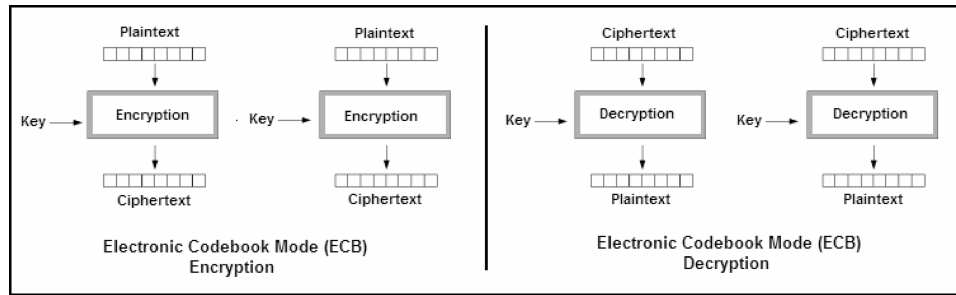 Plaintext
Plaintext
Encryption
Encryption
Key
Key
Ciphertext
Ciphertext
Electronic Codebook Mode (ECB)
Encryption
Ciphertext
Ciphertext
Decryption
Decryption
Key
Key
Plaintext
Plaintext
Electronic Codebook Mode (ECB)
Decryption